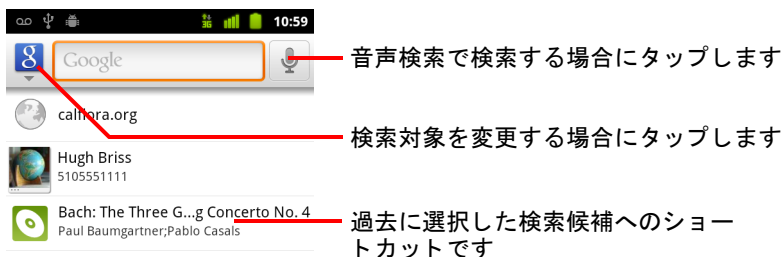 3G 10:59
g Google 音声検索で検索する場合にタップします
calflora.org
検索対象を変更する場合にタップします
Hugh Briss
5105551111
Bach: The Three G...g Concerto No. 4
Paul Baumgartner;Pablo Casals
過去に選択した検索候補へのショー
トカットです